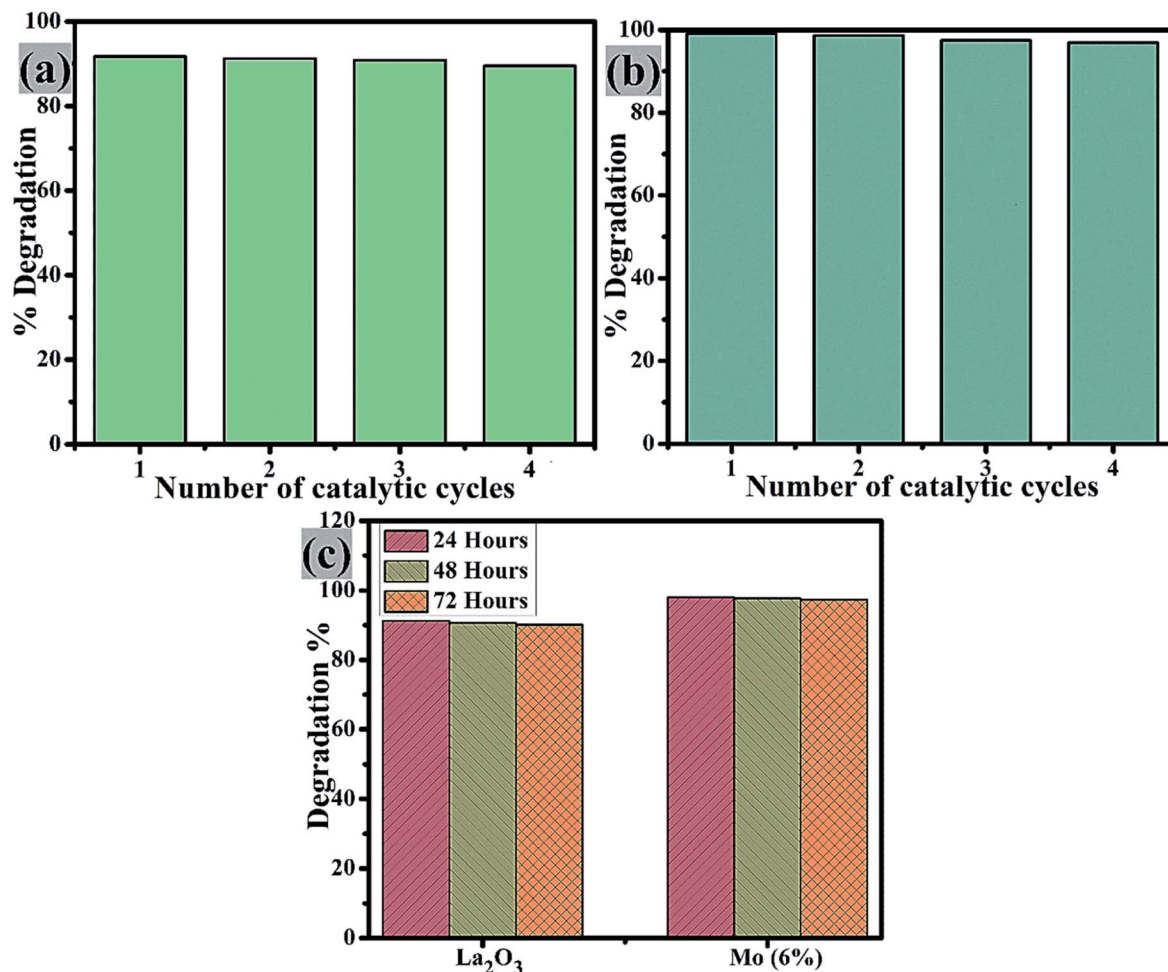 (a)
% Degradation
100
80
60
40
20
0
1 2 3 4
Number of catalytic cycles
(b)
% Degradation
100
80
60
40
20
0
1 2 3 4
Number of catalytic cycles
(c)
Degradation %
120
100
80
60
40
20
0
24 Hours
48 Hours
72 Hours
La₂O₃ Mo (6%)